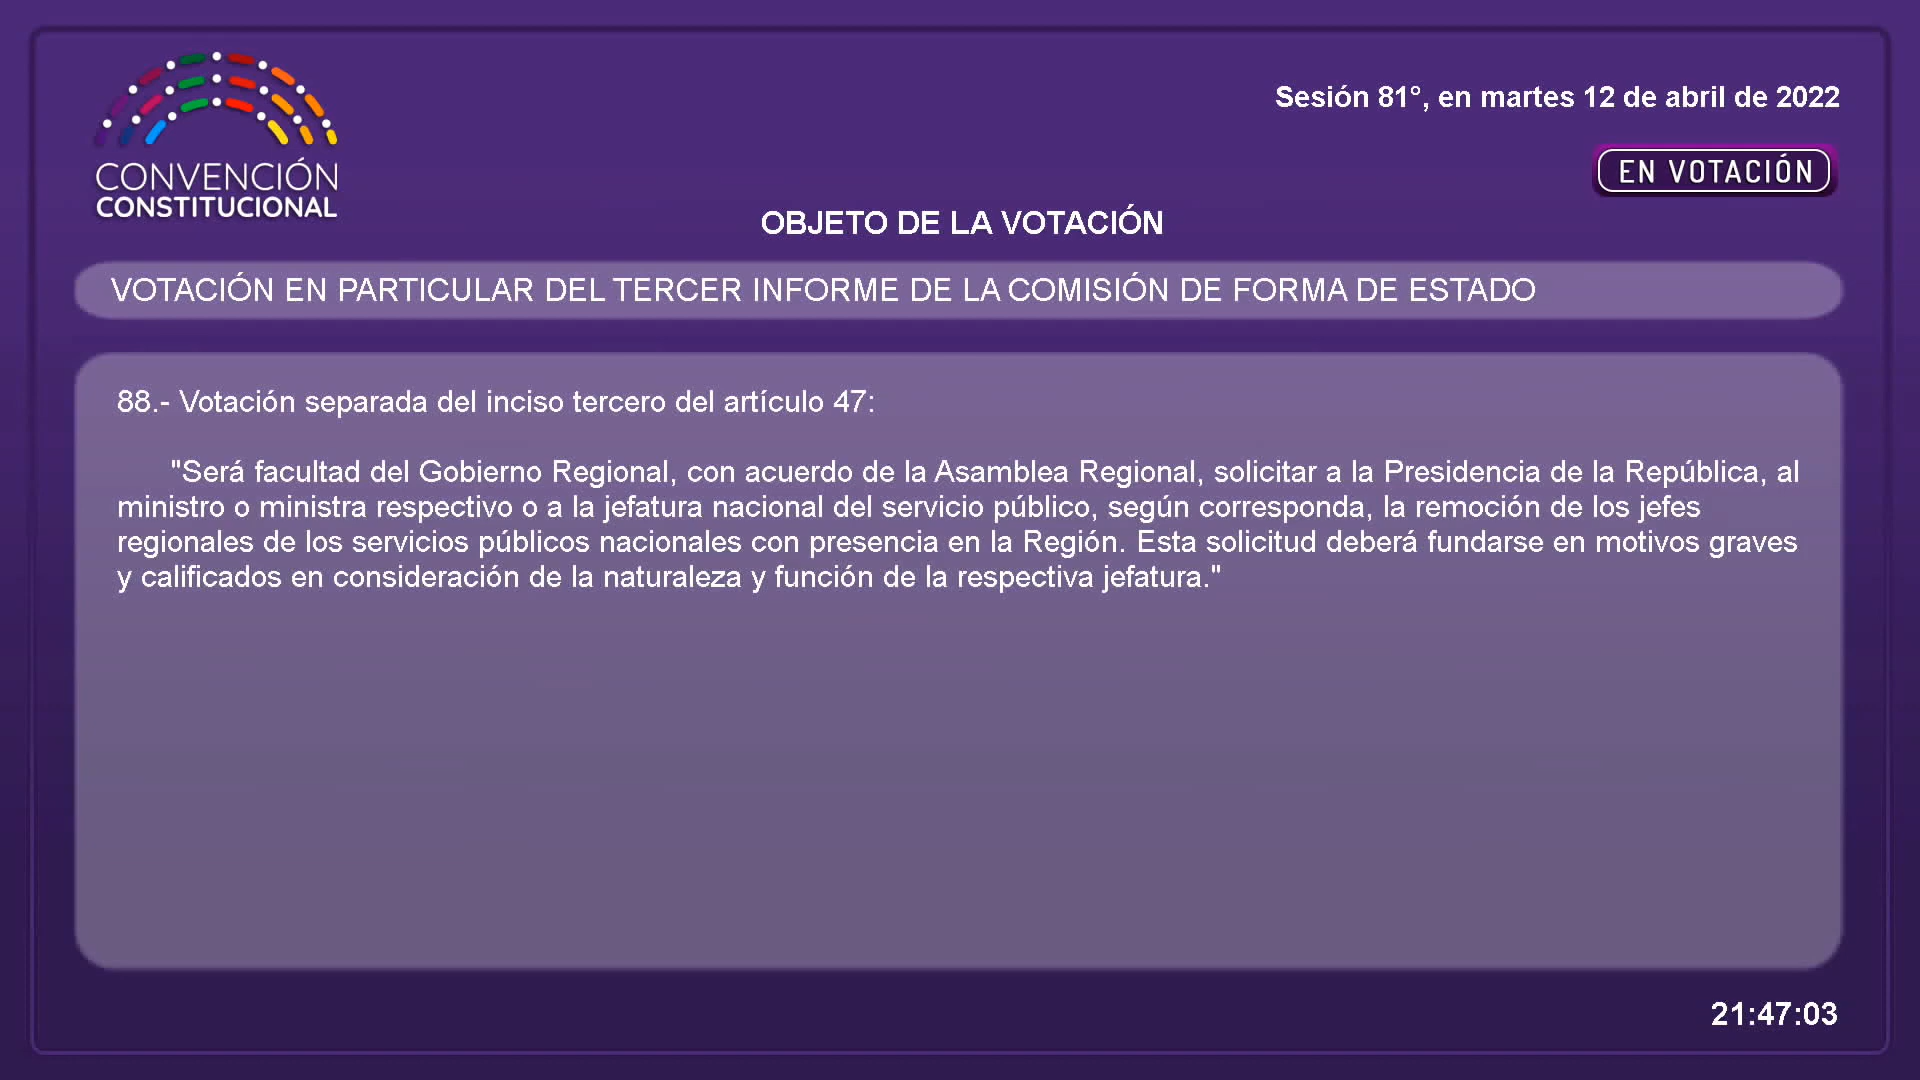 CONVENCIÓN
CONSTITUCIONAL
Sesión 81°, en martes 12 de abril de 2022
EN VOTACIÓN
OBJETO DE LA VOTACIÓN
VOTACIÓN EN PARTICULAR DEL TERCER INFORME DE LA COMISIÓN DE FORMA DE ESTADO
88.- Votación separada del inciso tercero del artículo 47:
"Será facultad del Gobierno Regional, con acuerdo de la Asamblea Regional, solicitar a la Presidencia de la República, al
ministro o ministra respectivo o a la jefatura nacional del servicio público, según corresponda, la remoción de los jefes
regionales de los servicios públicos nacionales con presencia en la Región. Esta solicitud deberá fundarse en motivos graves
y calificados en consideración de la naturaleza y función de la respectiva jefatura."
21:47:03